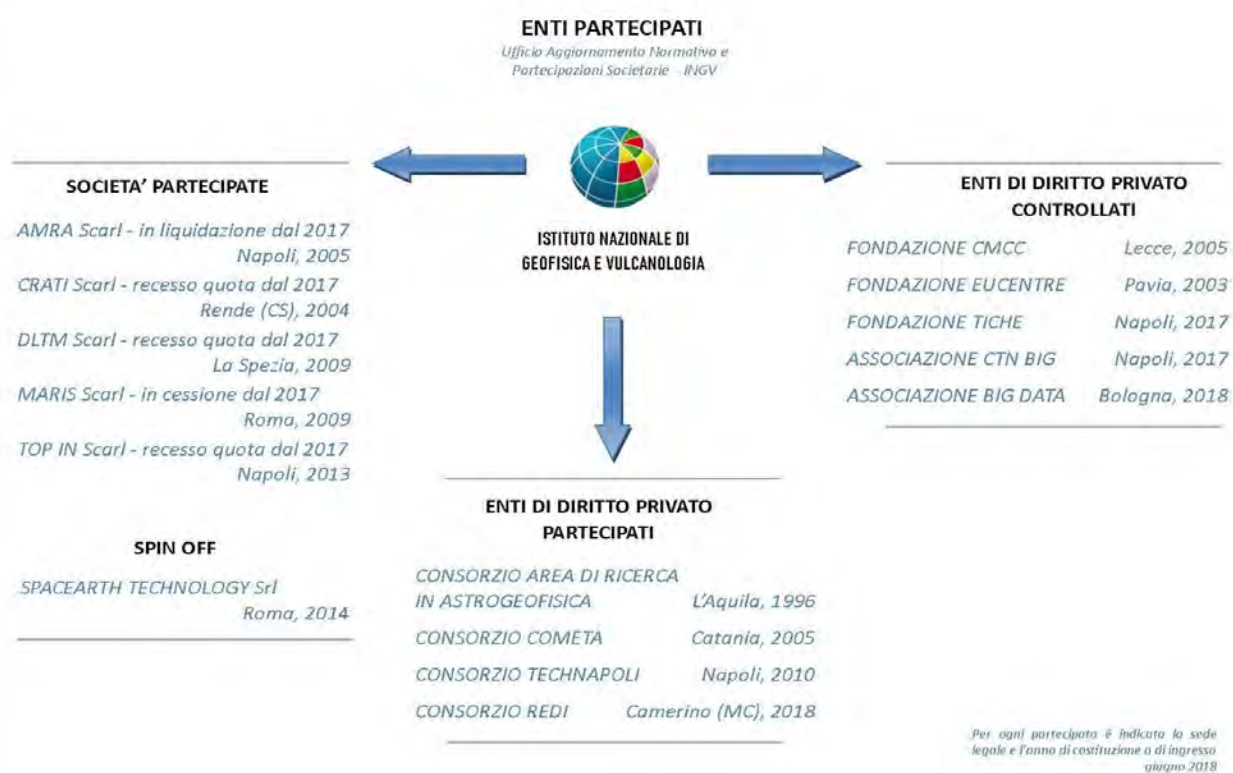 ENTI PARTECIPATI
Ufficio Aggiornamento Normativo e
Partecipazioni Societarie - INGV
SOCIETA' PARTECIPATE
AMRA Scarl - in liquidazione dal 2017
Napoli, 2005
CRATI Scarl - recesso quota dal 2017
Rende (CS), 2004
DLTM Scarl - recesso quota dal 2017
La Spezia, 2009
MARIS Scarl - in cessione dal 2017
Roma, 2009
TOP IN Scarl - recesso quota dal 2017
Napoli, 2013
SPIN OFF
SPACEARTH TECHNOLOGY Srl
Roma, 2014
ISTITUTO NAZIONALE DI
GEOFISICA E VULCANOLOGIA
ENTI DI DIRITTO PRIVATO
PARTECIPATI
CONSORZIO AREA DI RICERCA
IN ASTROGEOFISICA L'Aquila, 1996
CONSORZIO COMETA Catania, 2005
CONSORZIO TECHNAPOLI Napoli, 2010
CONSORZIO REDI Camerino (MC), 2018
ENTI DI DIRITTO PRIVATO
CONTROLLATI
FONDAZIONE CMCC Lecce, 2005
FONDAZIONE EUCENTRE Pavia, 2003
FONDAZIONE TICHE Napoli, 2017
ASSOCIAZIONE CTN BIG Napoli, 2017
ASSOCIAZIONE BIG DATA Bologna, 2018
Per ogni partecipata è indicata la sede
legale e l'anno di costituzione o di ingresso
giugno 2018